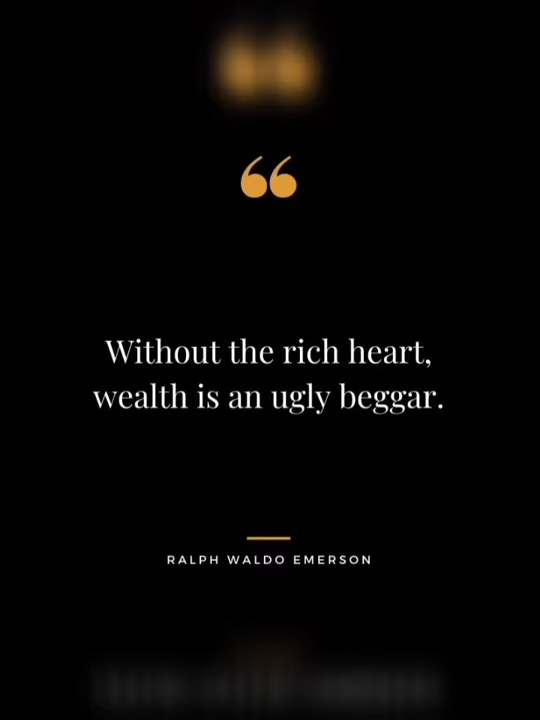 “
Without the rich heart,
wealth is an ugly beggar.
RALPH WALDO EMERSON